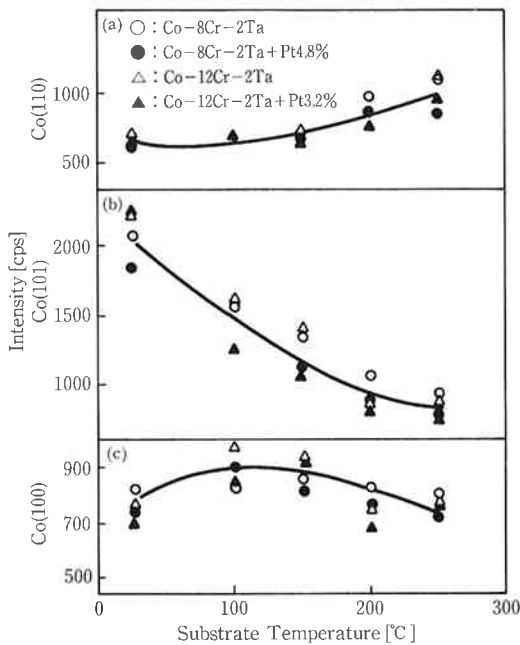 (a) ○ : Co-8Cr-2Ta
● : Co-8Cr-2Ta+Pt4.8%
△ : Co-12Cr-2Ta
▲ : Co-12Cr-2Ta+Pt3.2%
Co(110)
1000
500
(b)
Intensity [cps]
Co(101)
2000
1500
1000
(c)
Co(100)
900
700
500
0 100 200 300
Substrate Temperature [℃]